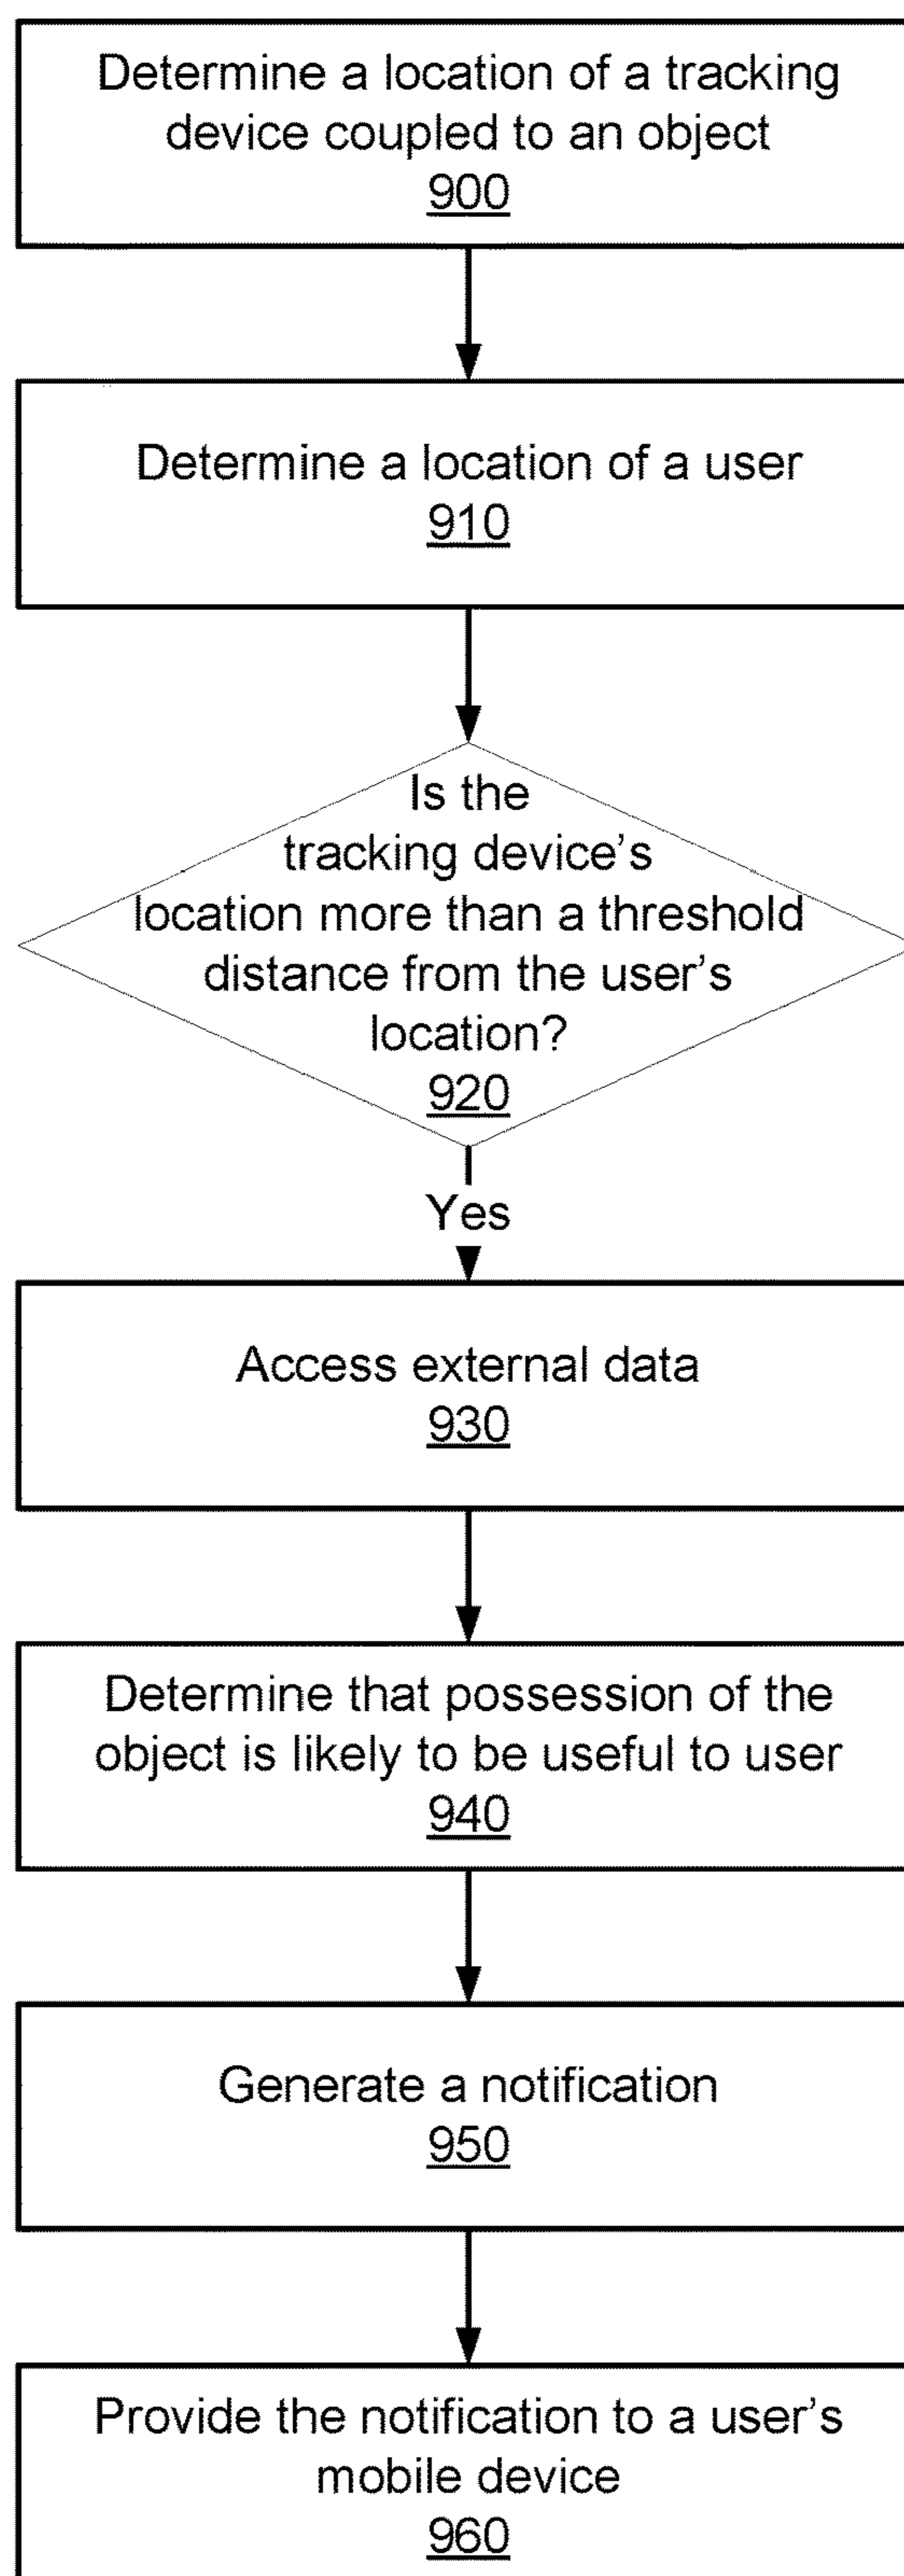 Determine a location of a tracking
device coupled to an object
900
Determine a location of a user
910
Is the
tracking device's
location more than a threshold
distance from the user's
location?
920
Yes
Access external data
930
Determine that possession of the
object is likely to be useful to user
940
Generate a notification
950
Provide the notification to a user's
mobile device
960